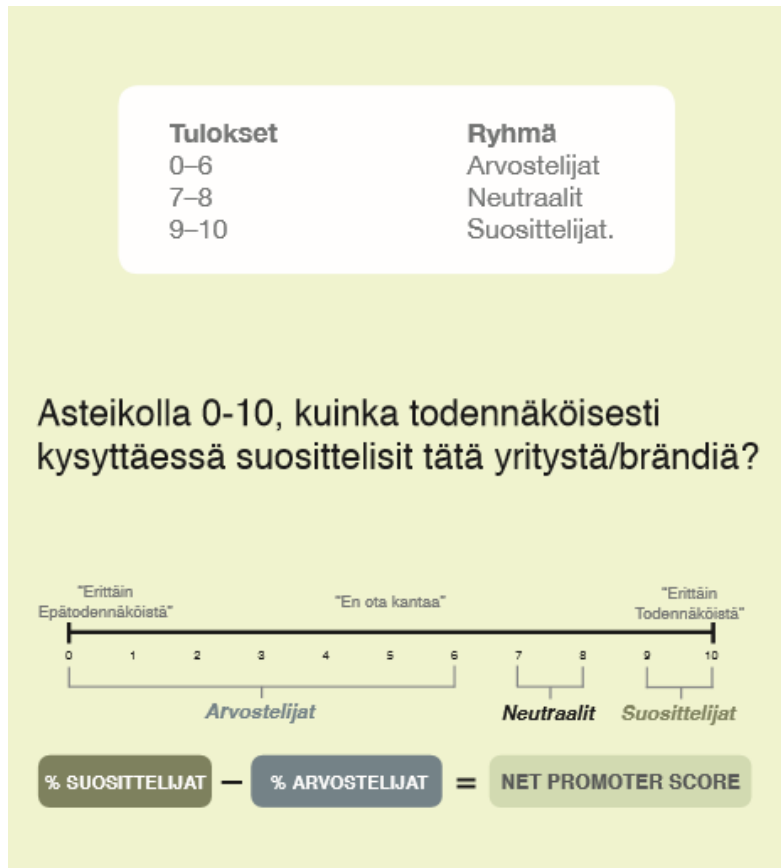 Tulokset Ryhmä
0–6 Arvostelijat
7–8 Neutraalit
9–10 Suosittelijat.
Asteikolla 0-10, kuinka todennäköisesti
kysyttäessä suosittelisit tätä yritystä/brändiä?
"Erittäin
Epätodennäköistä"
"En ota kantaa"
"Erittäin
Todennäköistä"
0 1 2 3 4 5 6 7 8 9 10
Arvostelijat Neutraalit Suosittelijat
% SUOSITTELIJAT – % ARVOSTELIJAT = NET PROMOTER SCORE